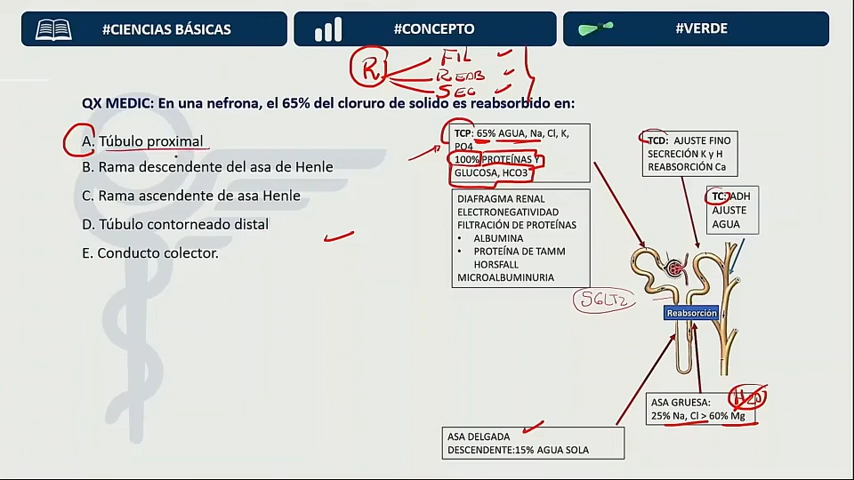 #CIENCIAS BÁSICAS
#CONCEPTO
#VERDE
R
FIL
REAB
SEC
QX MEDIC: En una nefrona, el 65% del cloruro de solido es reabsorbido en:
A. Túbulo proximal
B. Rama descendente del asa de Henle
C. Rama ascendente de asa Henle
D. Túbulo contorneado distal
E. Conducto colector.
TCP: 65% AGUA, Na, Cl, K,
PO4
100% PROTEÍNAS Y
GLUCOSA, HCO3
DIAFRAGMA RENAL
ELECTRONEGATIVIDAD
FILTRACIÓN DE PROTEÍNAS
• ALBUMINA
• PROTEÍNA DE TAMM
HORSFALL
MICROALBUMINURIA
TCD: AJUSTE FINO
SECRECIÓN K y H
REABSORCIÓN Ca
TC: ADH
AJUSTE
AGUA
SGLT2
Reabsorción
H2O
ASA GRUESA:
25% Na, Cl > 60% Mg
ASA DELGADA
DESCENDENTE:15% AGUA SOLA